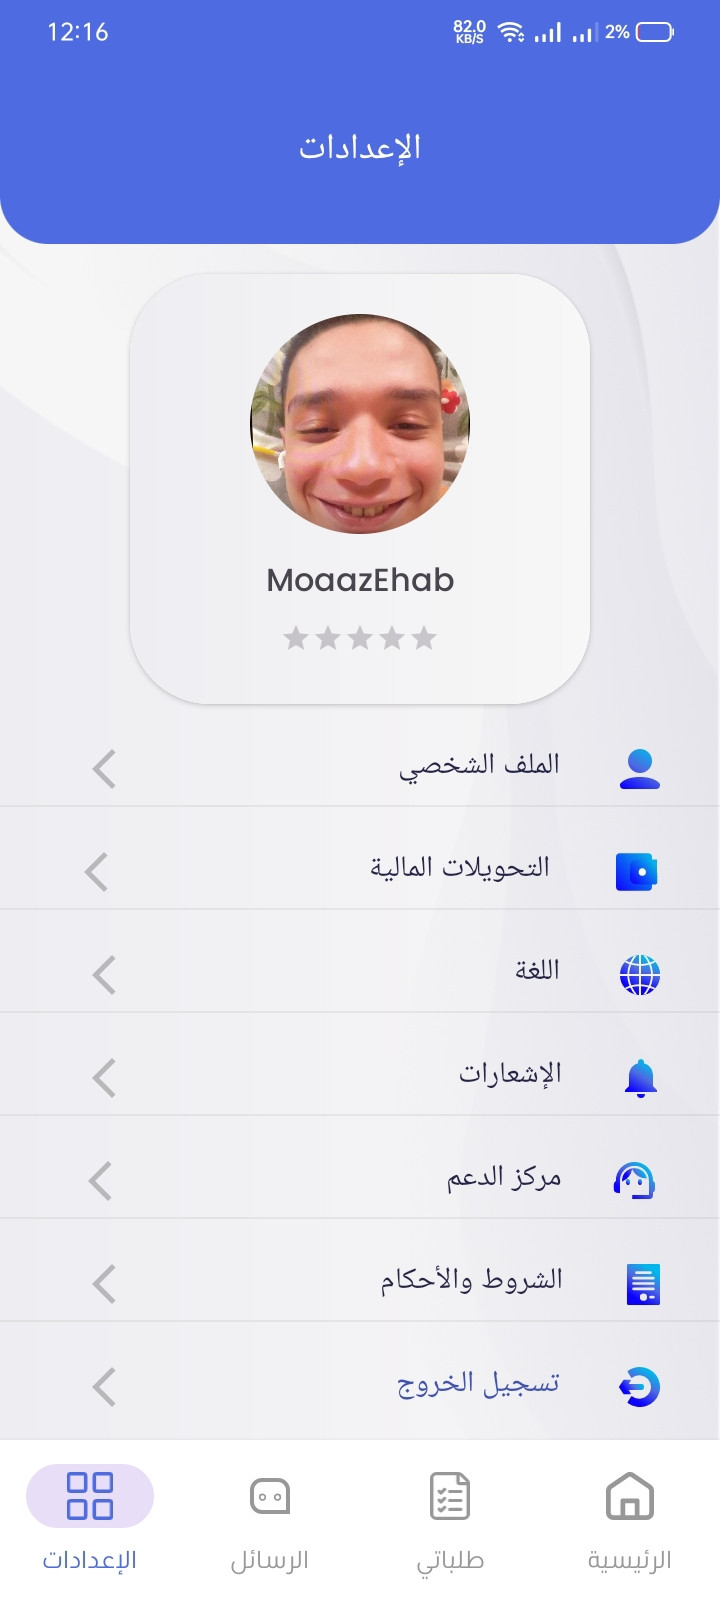 12:16
82.0 KB/S
2%
الإعدادات
MoaazEhab
الملف الشخصي
التحويلات المالية
اللغة
الإشعارات
مركز الدعم
الشروط والأحكام
تسجيل الخروج
الرئيسية
طلباتي
الرسائل
الإعدادات